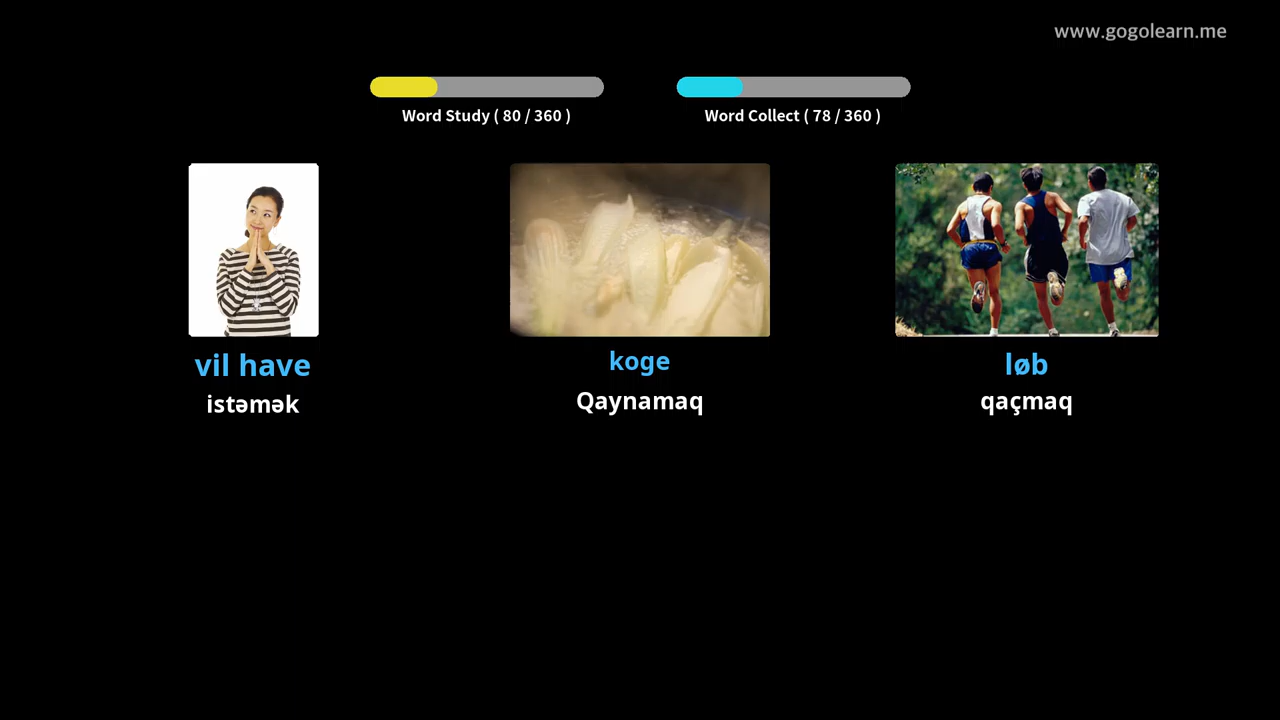 www.gogolearn.me
Word Study ( 80 / 360 )
Word Collect ( 78 / 360 )
vil have
istəmək
koge
Qaynamaq
løb
qaçmaq